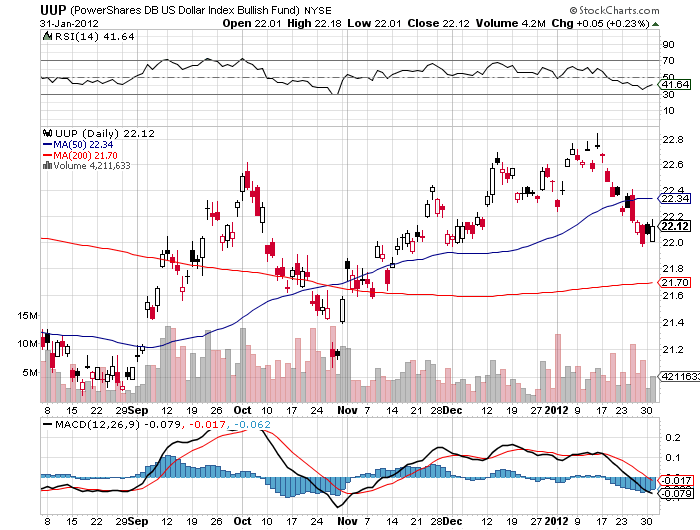 UUP (PowerShares DB US Dollar Index Bullish Fund) NYSE © StockCharts.com
31-Jan-2012 Open 22.01 High 22.18 Low 22.01 Close 22.12 Volume 4.2M Chg +0.05 (+0.23%)
RSI(14) 41.64
90
70
50
41.64
30
10
UUP (Daily) 22.12
MA(50) 22.34
MA(200) 21.70
Volume 4,211,633
22.8
22.6
22.4
22.34
22.2
22.12
22.0
21.8
21.70
21.6
21.4
21.2
15M
10M
5M
4211633
8 15 22 29 Sep 12 19 26 Oct 10 17 24 Nov 7 14 21 28 Dec 12 19 27 2012 9 17 23 30
MACD(12,26,9) -0.079, -0.017, -0.062
0.2
0.1
-0.017
-0.079
8 15 22 29 Sep 12 19 26 Oct 10 17 24 Nov 7 14 21 28 Dec 12 19 27 2012 9 17 23 30